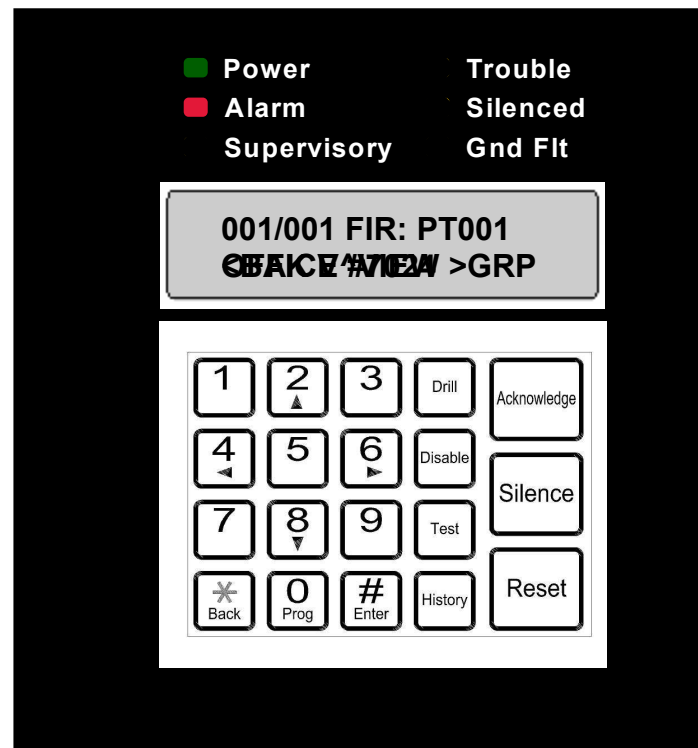 Power Trouble
Alarm Silenced
Supervisory Gnd Flt
001/001 FIR: PT001
>GRP
1 2 3 Drill Acknowledge
4 5 6 Disable
Silence
7 8 9 Test
* 0 # History Reset
Back Prog Enter